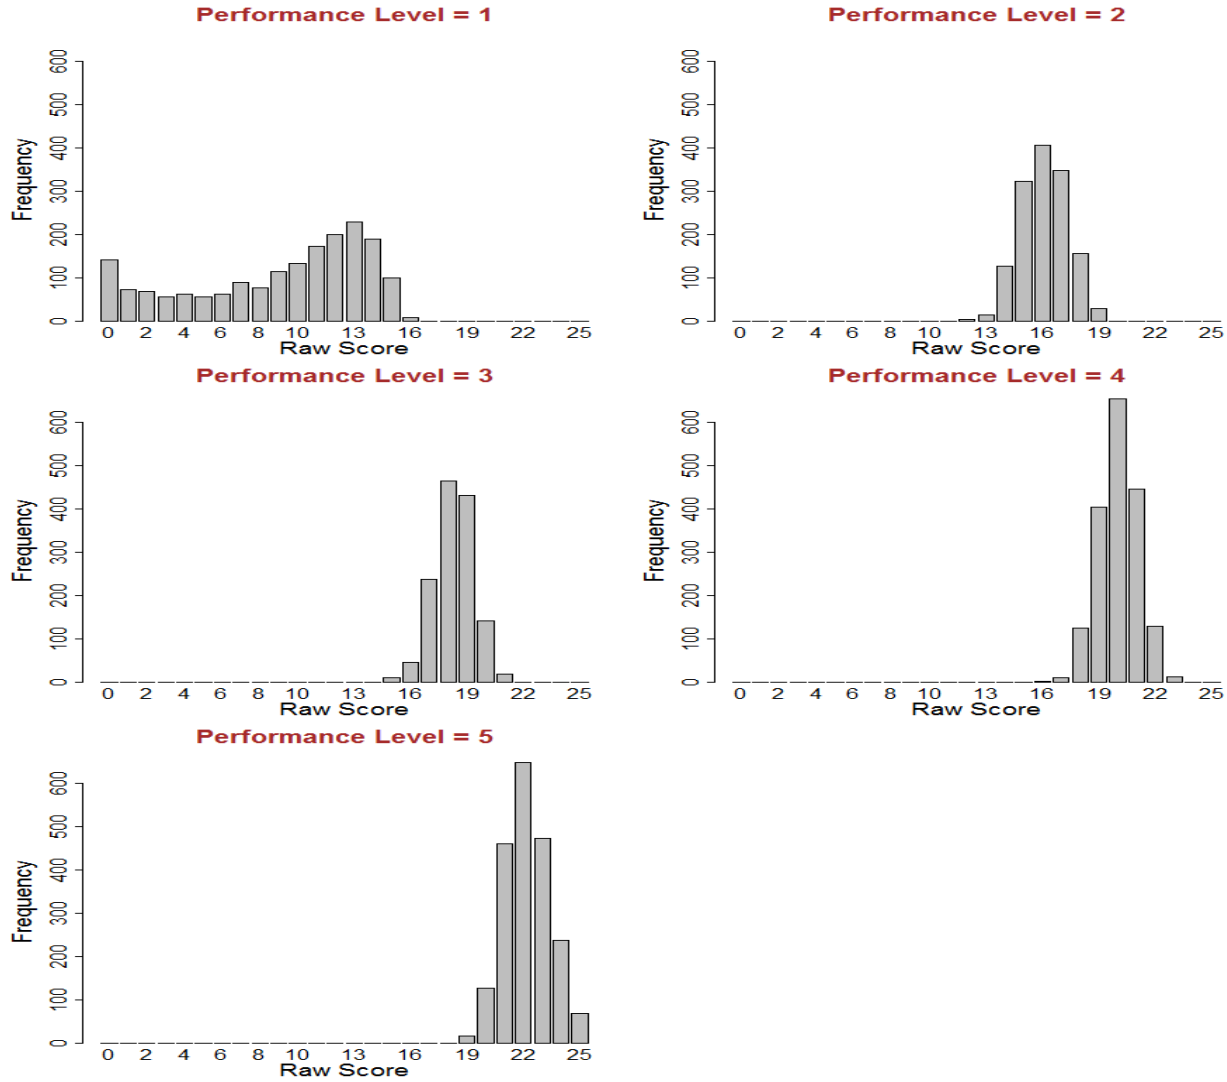 Performance Level = 1
Frequency
0 100 200 300 400 500 600
0 2 4 6 8 10 13 16 19 22 25
Raw Score
Performance Level = 2
Frequency
0 100 200 300 400 500 600
0 2 4 6 8 10 13 16 19 22 25
Raw Score
Performance Level = 3
Frequency
0 100 200 300 400 500 600
0 2 4 6 8 10 13 16 19 22 25
Raw Score
Performance Level = 4
Frequency
0 100 200 300 400 500 600
0 2 4 6 8 10 13 16 19 22 25
Raw Score
Performance Level = 5
Frequency
0 100 200 300 400 500 600
0 2 4 6 8 10 13 16 19 22 25
Raw Score